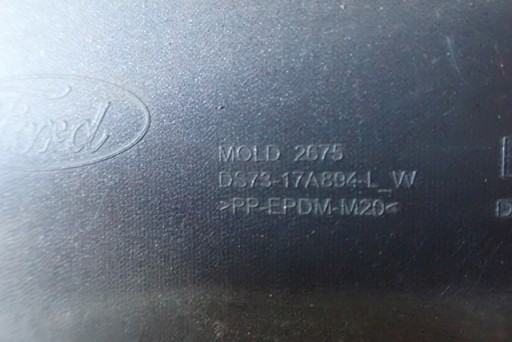 Ford
MOLD 2675
DS73-17A894-L_W
>PP-EPDM-M20<